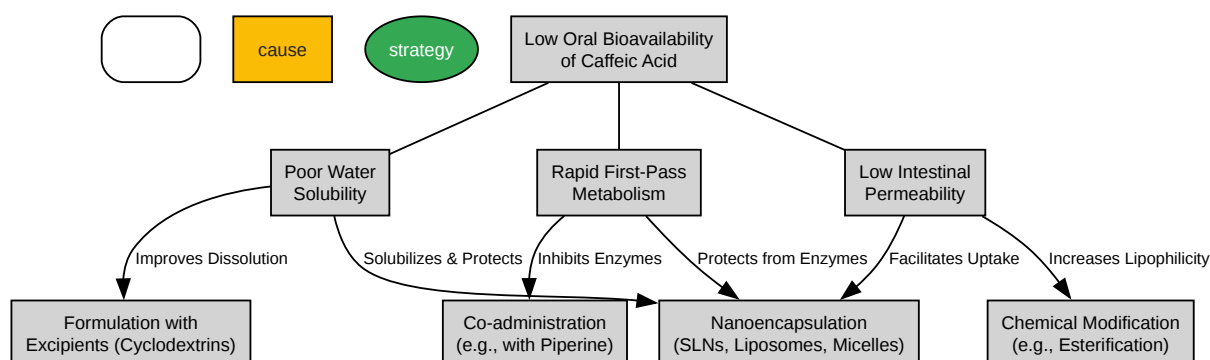 cause
strategy
Low Oral Bioavailability
of Caffeic Acid
Poor Water
Solubility
Rapid First-Pass
Metabolism
Low Intestinal
Permeability
Improves Dissolution
Solubilizes & Protects
Inhibits Enzymes
Protects from Enzymes
Facilitates Uptake
Increases Lipophilicity
Formulation with
Excipients (Cyclodextrins)
Co-administration
(e.g., with Piperine)
Nanoencapsulation
(SLNs, Liposomes, Micelles)
Chemical Modification
(e.g., Esterification)